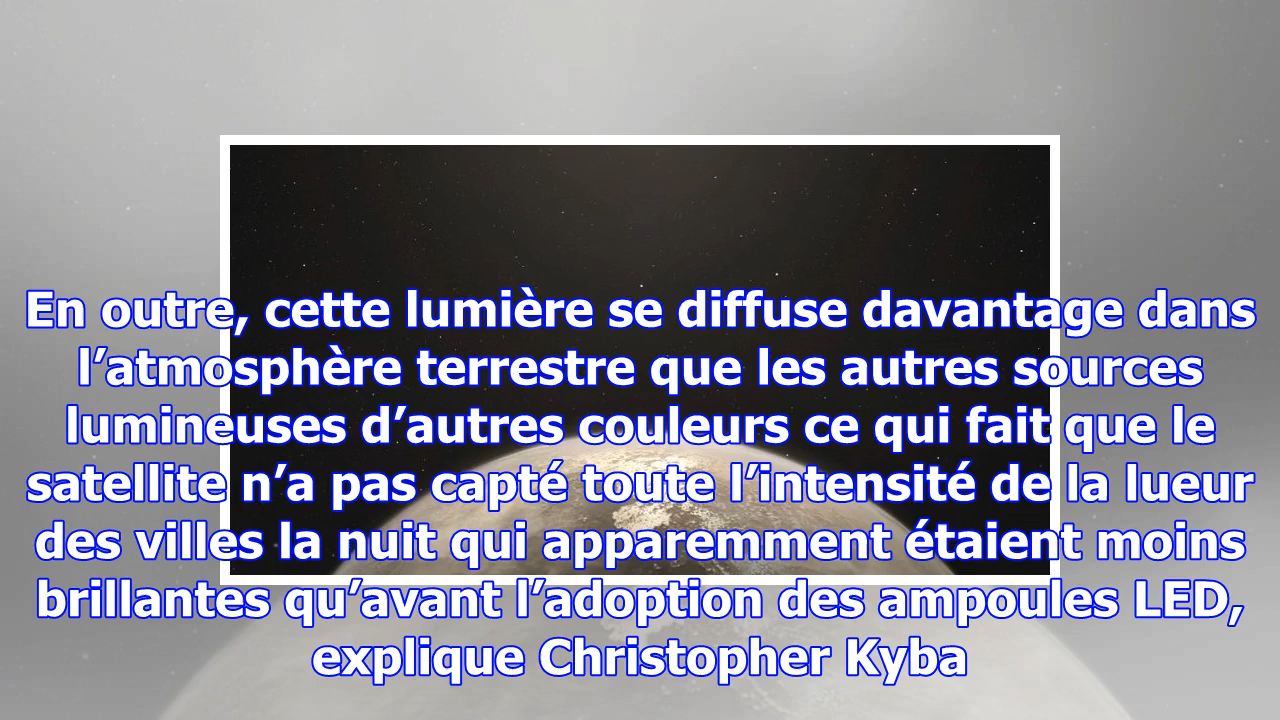 En outre, cette lumière se diffuse davantage dans
l’atmosphère terrestre que les autres sources
lumineuses d’autres couleurs ce qui fait que le
satellite n’a pas capté toute l’intensité de la lueur
des villes la nuit qui apparemment étaient moins
brillantes qu’avant l’adoption des ampoules LED,
explique Christopher Kyba